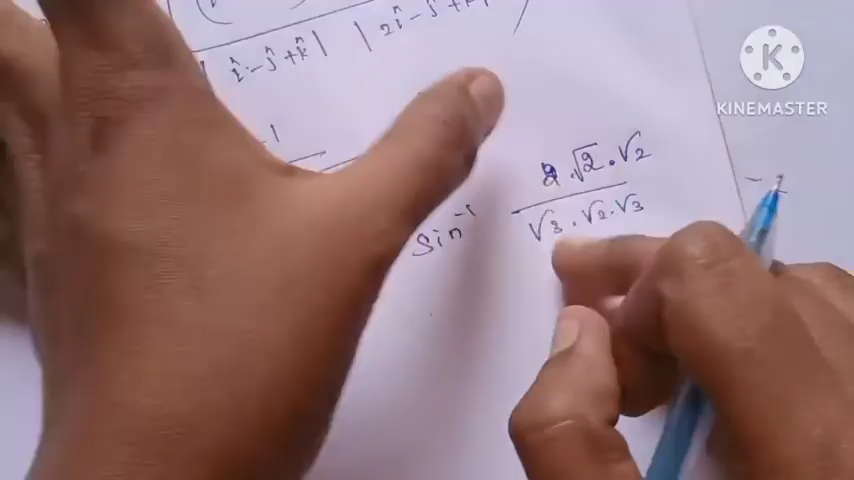 |î - ĵ + k̂| |2î - ĵ + k̂|
2 . √2 . √2
sin⁻¹
√3 . √2 . √3
K
KINEMASTER